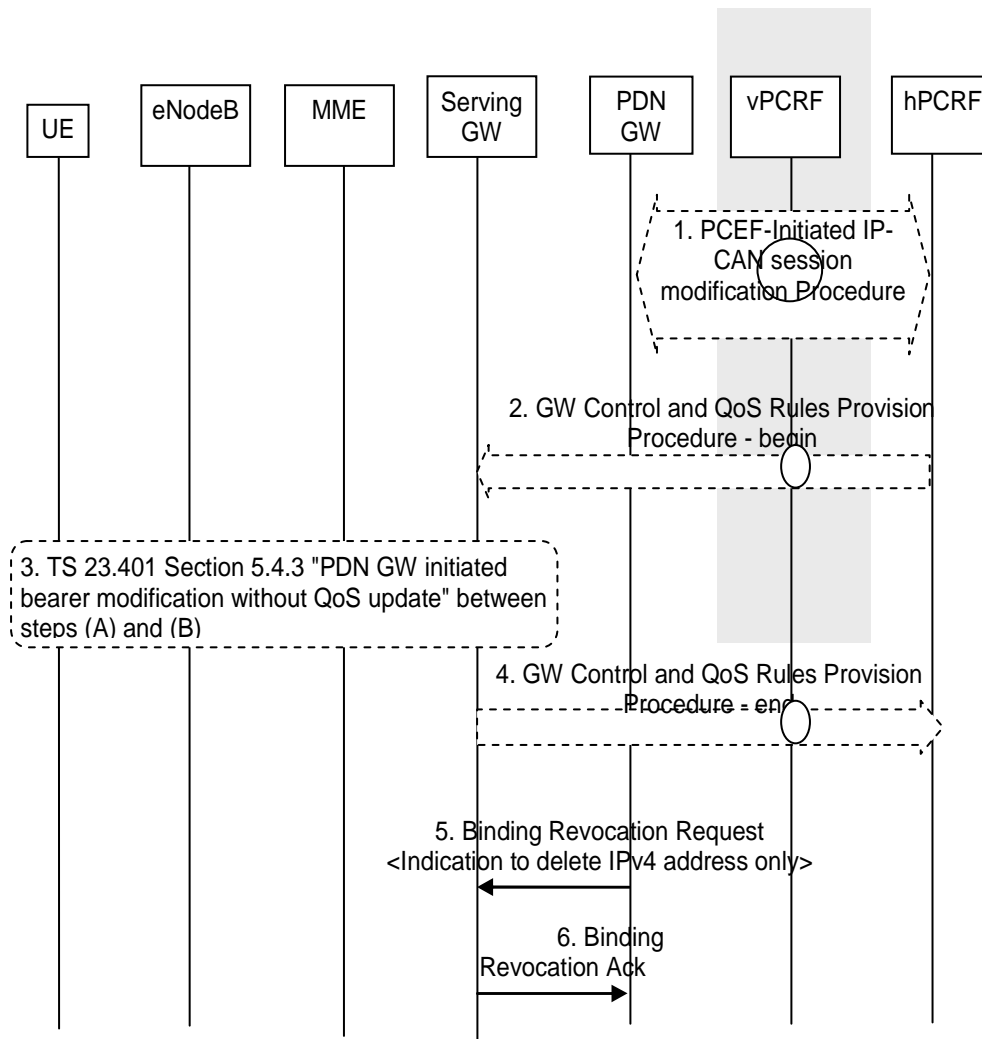 UE
eNodeB
MME
Serving
GW
PDN
GW
vPCRF
hPCRF
1. PCEF-Initiated IP-
CAN session
modification Procedure
2. GW Control and QoS Rules Provision
Procedure - begin
3. TS 23.401 Section 5.4.3 "PDN GW initiated
bearer modification without QoS update" between
steps (A) and (B)
4. GW Control and QoS Rules Provision
Procedure - end
5. Binding Revocation Request
<Indication to delete IPv4 address only>
6. Binding
Revocation Ack